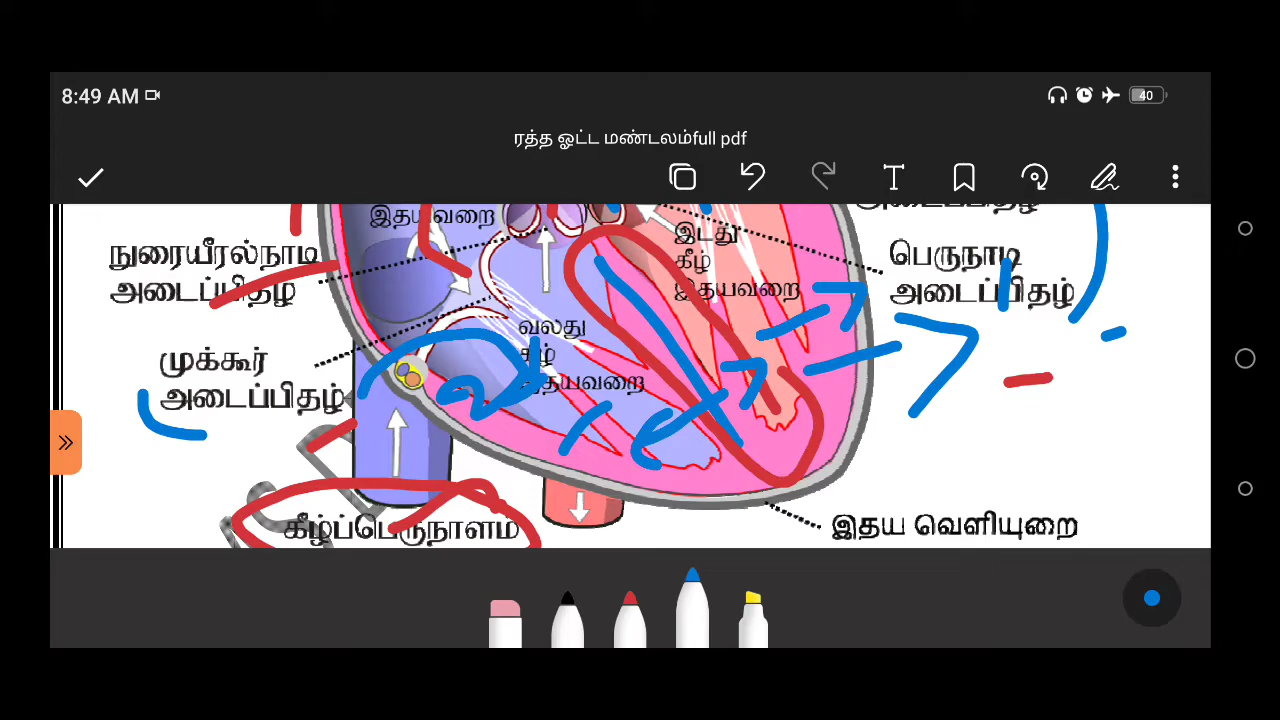 8:49 AM
40
ரத்த ஓட்ட மண்டலம்full pdf
இதயவறை
இடது
கீழ்
இதயவறை
நுரையீரல்நாடி
அடைப்பிதழ்
பெருநாடி
அடைப்பிதழ்
வலது
கீழ்
இதயவறை
முக்கூர்
அடைப்பிதழ்
கீழ்ப்பெருநாளம்
இதய வெளியுறை